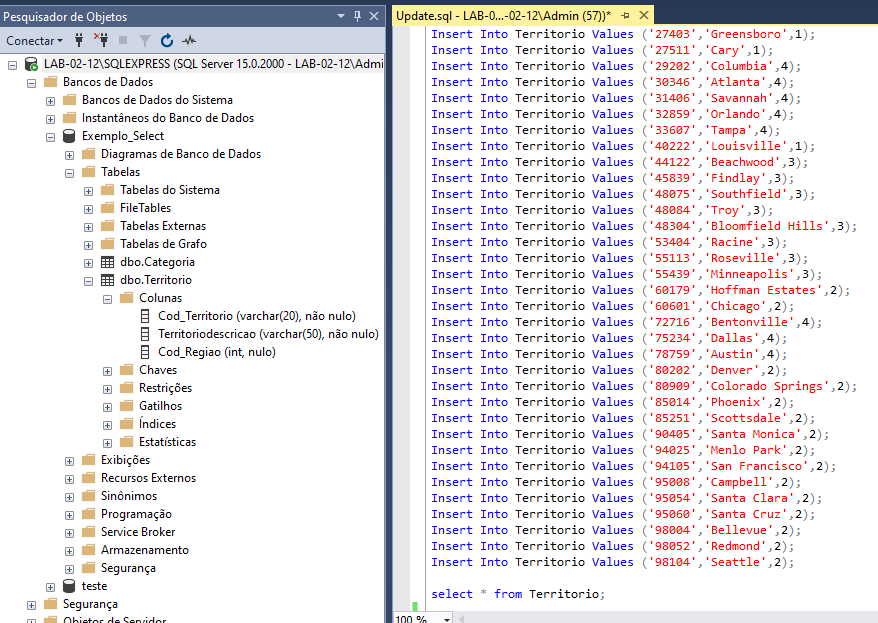 Pesquisador de Objetos
Conectar
LAB-02-12\SQLEXPRESS (SQL Server 15.0.2000 - LAB-02-12\Admi
Bancos de Dados
Bancos de Dados do Sistema
Instantâneos do Banco de Dados
Exemplo_Select
Diagramas de Banco de Dados
Tabelas
Tabelas do Sistema
FileTables
Tabelas Externas
Tabelas de Grafo
dbo.Categoria
dbo.Territorio
Colunas
Cod_Territorio (varchar(20), não nulo)
Territoriodescricao (varchar(50), não nulo)
Cod_Regiao (int, nulo)
Chaves
Restrições
Gatilhos
Índices
Estatísticas
Exibições
Recursos Externos
Sinônimos
Programação
Service Broker
Armazenamento
Segurança
teste
Segurança
Objetos de Servidor
Update.sql - LAB-0...-02-12\Admin (57))*
Insert Into Territorio Values ('27403','Greensboro',1);
Insert Into Territorio Values ('27511','Cary',1);
Insert Into Territorio Values ('29202','Columbia',4);
Insert Into Territorio Values ('30346','Atlanta',4);
Insert Into Territorio Values ('31406','Savannah',4);
Insert Into Territorio Values ('32859','Orlando',4);
Insert Into Territorio Values ('33607','Tampa',4);
Insert Into Territorio Values ('40222','Louisville',1);
Insert Into Territorio Values ('44122','Beachwood',3);
Insert Into Territorio Values ('45839','Findlay',3);
Insert Into Territorio Values ('48075','Southfield',3);
Insert Into Territorio Values ('48084','Troy',3);
Insert Into Territorio Values ('48304','Bloomfield Hills',3);
Insert Into Territorio Values ('53404','Racine',3);
Insert Into Territorio Values ('55113','Roseville',3);
Insert Into Territorio Values ('55439','Minneapolis',3);
Insert Into Territorio Values ('60179','Hoffman Estates',2);
Insert Into Territorio Values ('60601','Chicago',2);
Insert Into Territorio Values ('72716','Bentonville',4);
Insert Into Territorio Values ('75234','Dallas',4);
Insert Into Territorio Values ('78759','Austin',4);
Insert Into Territorio Values ('80202','Denver',2);
Insert Into Territorio Values ('80909','Colorado Springs',2);
Insert Into Territorio Values ('85014','Phoenix',2);
Insert Into Territorio Values ('85251','Scottsdale',2);
Insert Into Territorio Values ('90405','Santa Monica',2);
Insert Into Territorio Values ('94025','Menlo Park',2);
Insert Into Territorio Values ('94105','San Francisco',2);
Insert Into Territorio Values ('95008','Campbell',2);
Insert Into Territorio Values ('95054','Santa Clara',2);
Insert Into Territorio Values ('95060','Santa Cruz',2);
Insert Into Territorio Values ('98004','Bellevue',2);
Insert Into Territorio Values ('98052','Redmond',2);
Insert Into Territorio Values ('98104','Seattle',2);
select * from Territorio;
100 %